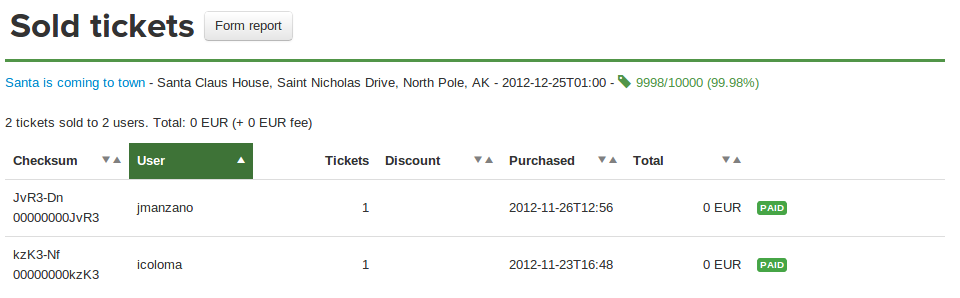 Sold tickets Form report
Santa is coming to town - Santa Claus House, Saint Nicholas Drive, North Pole, AK - 2012-12-25T01:00 - 9998/10000 (99.98%)
2 tickets sold to 2 users. Total: 0 EUR (+ 0 EUR fee)
Checksum User Tickets Discount Purchased Total
JvR3-Dn
00000000JvR3 jmanzano 1 2012-11-26T12:56 0 EUR PAID
kzK3-Nf
00000000kzK3 icoloma 1 2012-11-23T16:48 0 EUR PAID